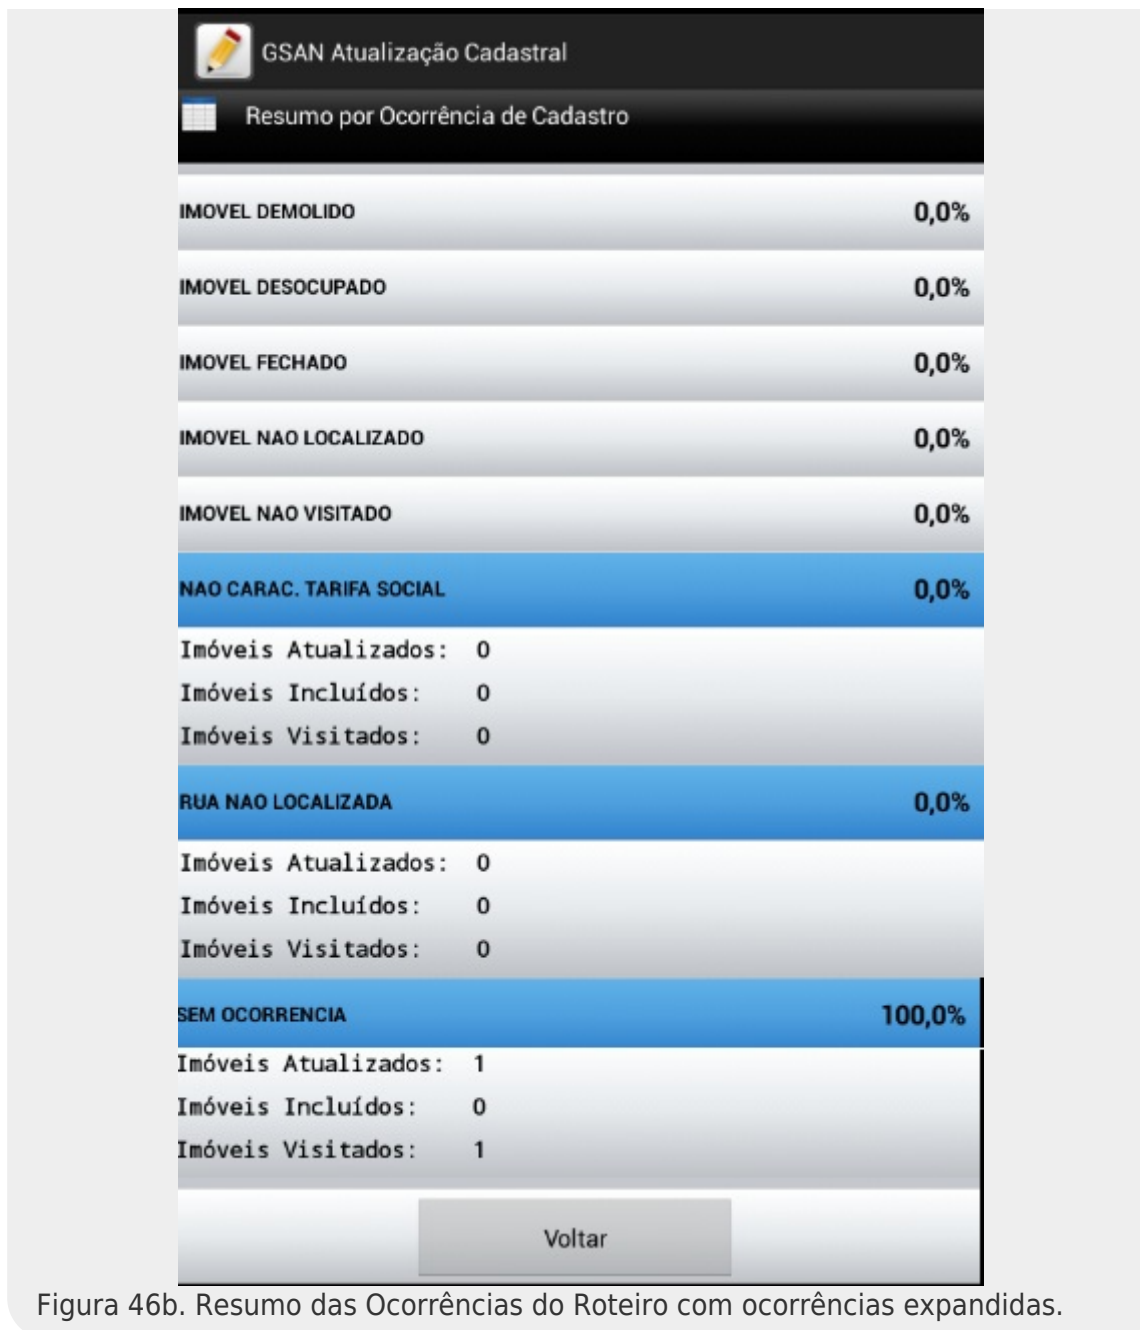 GSAN Atualização Cadastral
Resumo por Ocorrência de Cadastro
IMOVEL DEMOLIDO 0,0%
IMOVEL DESOCUPADO 0,0%
IMOVEL FECHADO 0,0%
IMOVEL NAO LOCALIZADO 0,0%
IMOVEL NAO VISITADO 0,0%
NAO CARAC. TARIFA SOCIAL 0,0%
Imóveis Atualizados: 0
Imóveis Incluídos: 0
Imóveis Visitados: 0
RUA NAO LOCALIZADA 0,0%
Imóveis Atualizados: 0
Imóveis Incluídos: 0
Imóveis Visitados: 0
SEM OCORRENCIA 100,0%
Imóveis Atualizados: 1
Imóveis Incluídos: 0
Imóveis Visitados: 1
Voltar
Figura 46b. Resumo das Ocorrências do Roteiro com ocorrências expandidas.